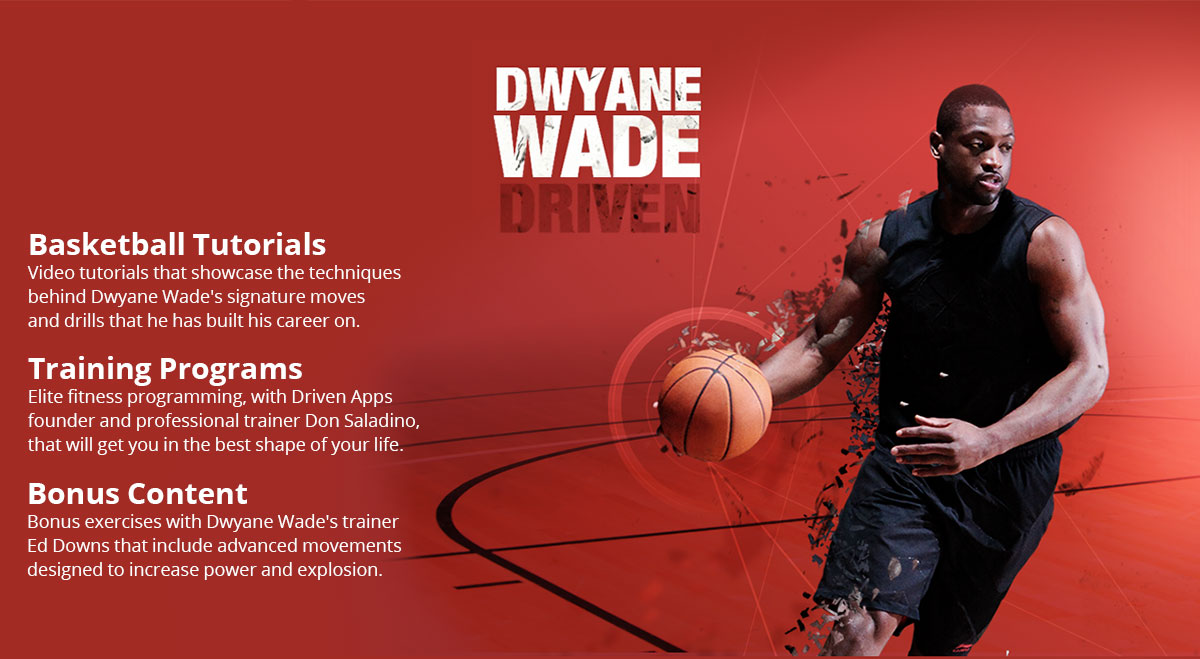 DWYANE
WADE
DRIVEN
Basketball Tutorials
Video tutorials that showcase the techniques
behind Dwyane Wade's signature moves
and drills that he has built his career on.
Training Programs
Elite fitness programming, with Driven Apps
founder and professional trainer Don Saladino,
that will get you in the best shape of your life.
Bonus Content
Bonus exercises with Dwyane Wade's trainer
Ed Downs that include advanced movements
designed to increase power and explosion.